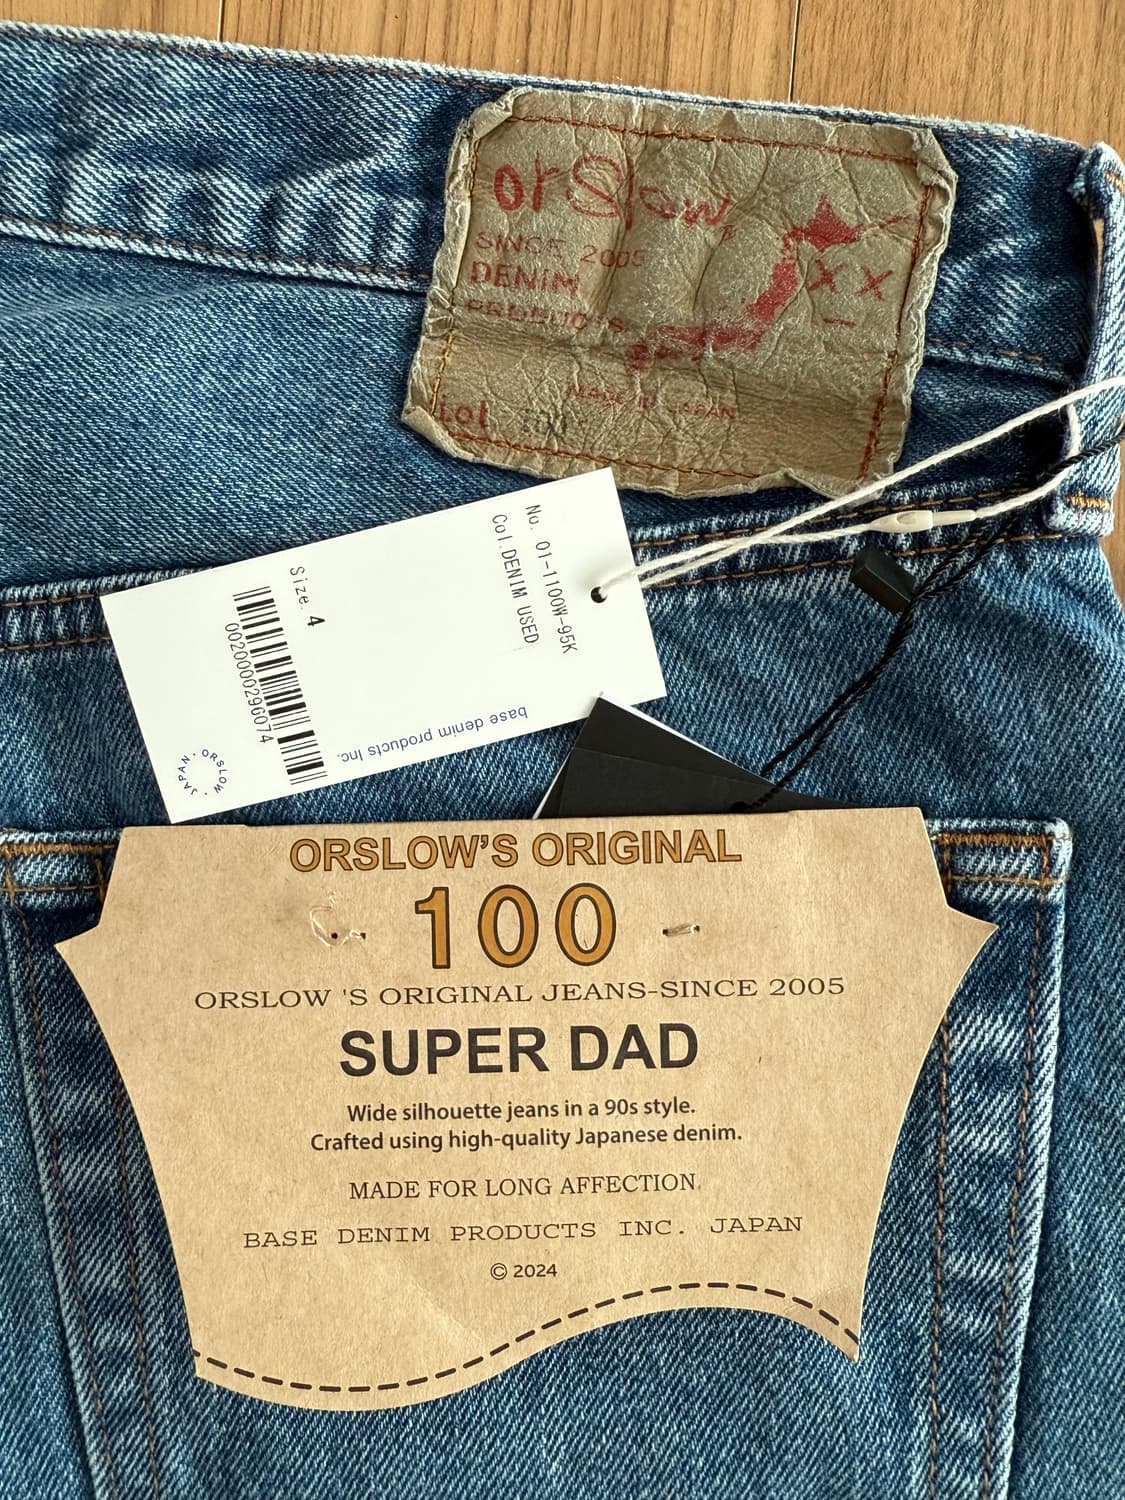 orSlow
SINCE 2005
DENIM
PRODUCTS
MADE IN JAPAN
Lot
No. 01-1100W-95K
Col.DENIM USED
Size. 4
0020000296074
base denim products Inc.
ORSLOW · JAPAN ·
ORSLOW'S ORIGINAL
100
ORSLOW 'S ORIGINAL JEANS-SINCE 2005
SUPER DAD
Wide silhouette jeans in a 90s style.
Crafted using high-quality Japanese denim.
MADE FOR LONG AFFECTION.
BASE DENIM PRODUCTS INC. JAPAN
© 2024